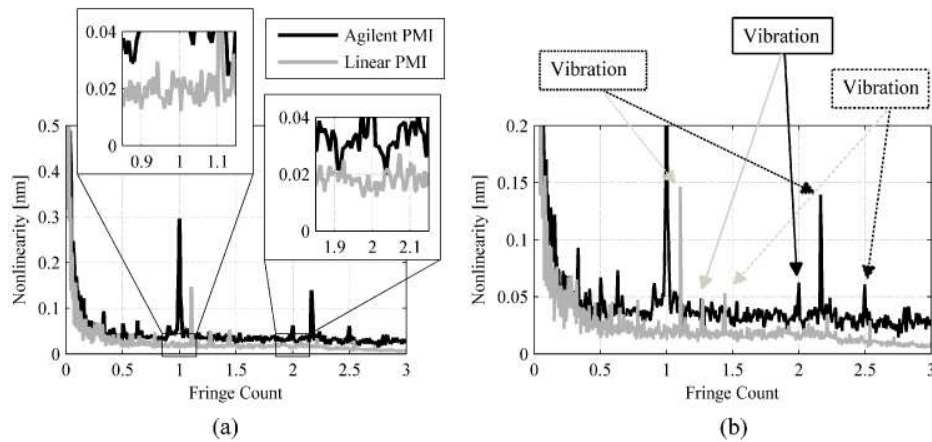 (a)
0.04
0.02
0
0.9
1
1.1
Agilent PMI
Linear PMI
0.04
0.02
0
1.9
2
2.1
0.5
0.4
0.3
0.2
0.1
0
Nonlinearity [nm]
0
0.5
1
1.5
2
2.5
3
Fringe Count
(a)
(b)
Vibration
Vibration
Vibration
0.2
0.15
0.1
0.05
0
Nonlinearity [nm]
0
0.5
1
1.5
2
2.5
3
Fringe Count
(b)